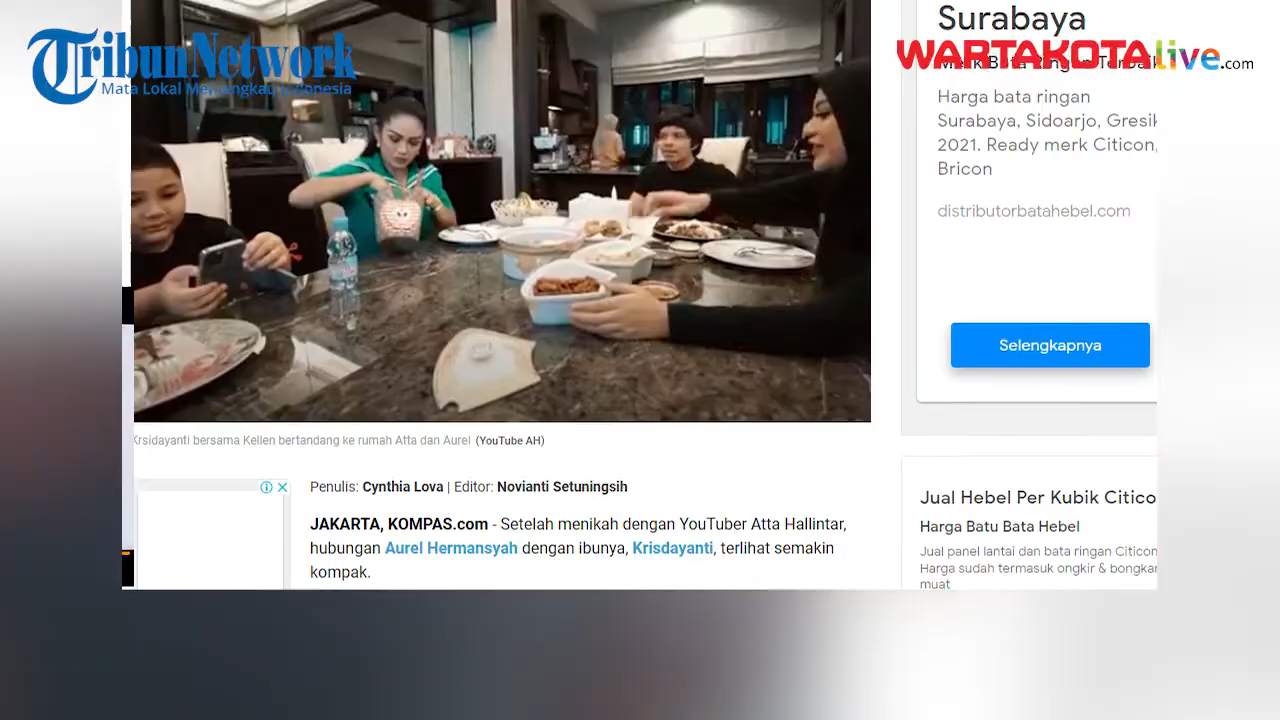 TribunNetwork
Mata Lokal Menjangkau Indonesia
WARTAKOTAlive.com
Surabaya
Harga bata ringan
Surabaya, Sidoarjo, Gresik
2021. Ready merk Citicon,
Bricon
distributorbatahebel.com
Selengkapnya
Krsidayanti bersama Kellen bertandang ke rumah Atta dan Aurel (YouTube AH)
Penulis: Cynthia Lova | Editor: Novianti Setuningsih
JAKARTA, KOMPAS.com - Setelah menikah dengan YouTuber Atta Hallintar,
hubungan Aurel Hermansyah dengan ibunya, Krisdayanti, terlihat semakin
kompak.
Jual Hebel Per Kubik Citico
Harga Batu Bata Hebel
Jual panel lantai dan bata ringan Citicon
Harga sudah termasuk ongkir & bongkar
muat